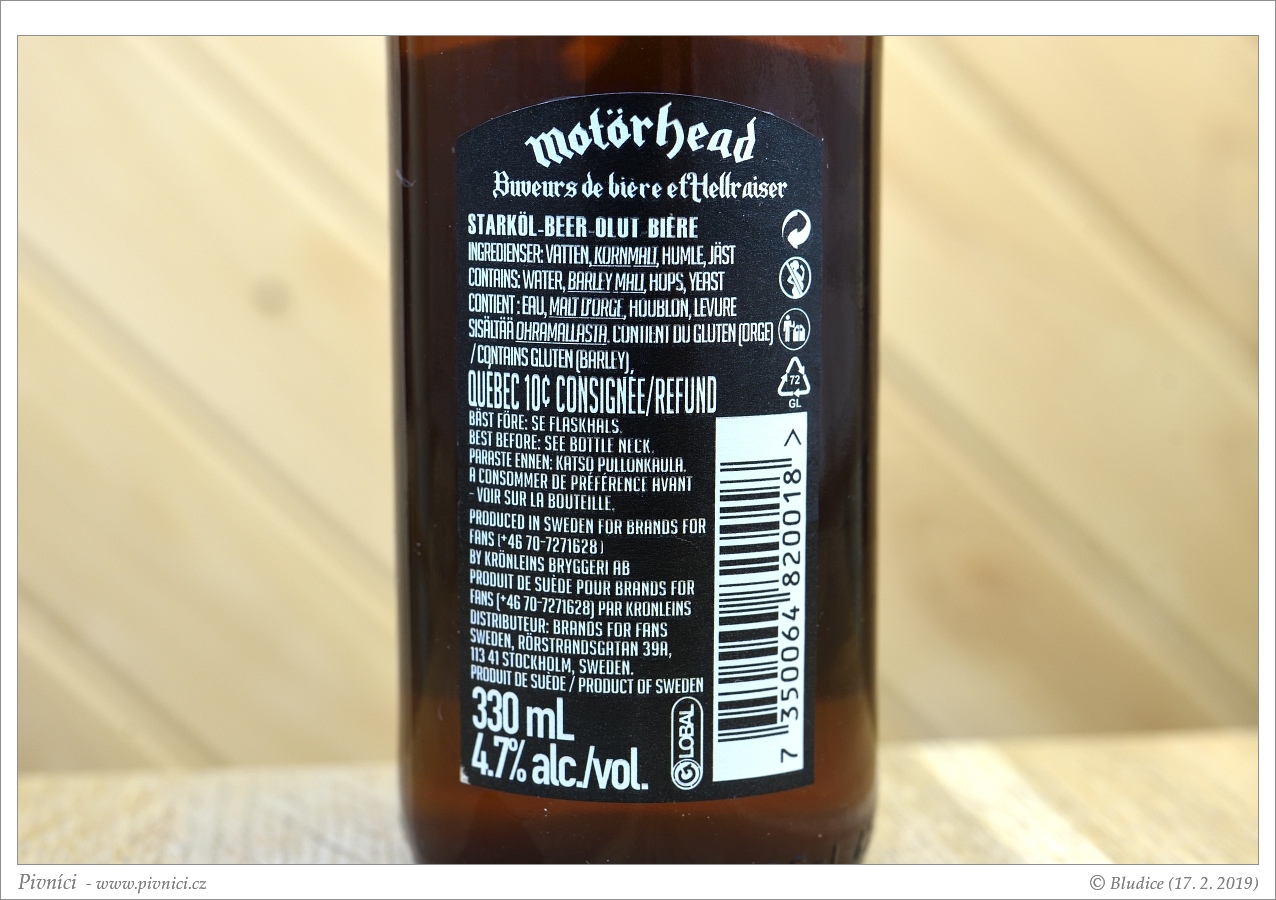 motörhead
Buveurs de bière et Hellraiser
STARKÖL-BEER-OLUT BIÈRE
INGREDIENSER: VATTEN, KORNMALT, HUMLE, JÄST
CONTAINS: WATER, BARLEY MALT, HOPS, YEAST
CONTIENT : EAU, MALT D'ORGE, HOUBLON, LEVURE
SISÄLTÄÄ OHRAMALLASTA. CONTIENT DU GLUTEN (ORGE)
/ CONTAINS GLUTEN (BARLEY),
QUÉBEC 10¢ CONSIGNÉE/REFUND
72
GL
BÄST FÖRE: SE FLASKHALS.
BEST BEFORE: SEE BOTTLE NECK.
PARASTE ENNEN: KATSO PULLONKAULA.
A CONSOMMER DE PRÉFÉRENCE AVANT
- VOIR SUR LA BOUTEILLE.
PRODUCED IN SWEDEN FOR BRANDS FOR
FANS (+46 70-7271628)
BY KRÖNLEINS BRYGGERI AB
PRODUIT DE SUÈDE POUR BRANDS FOR
FANS (+46 70-7271628) PAR KRONLEINS
DISTRIBUTEUR: BRANDS FOR FANS
SWEDEN, RÖRSTRANDSGATAN 39A,
113 41 STOCKHOLM, SWEDEN.
PRODUIT DE SUÈDE / PRODUCT OF SWEDEN
330 mL
4.7% alc./vol.
GLOBAL
7 350064 820018 >
Pivníci - www.pivnici.cz
© Bludice (17. 2. 2019)